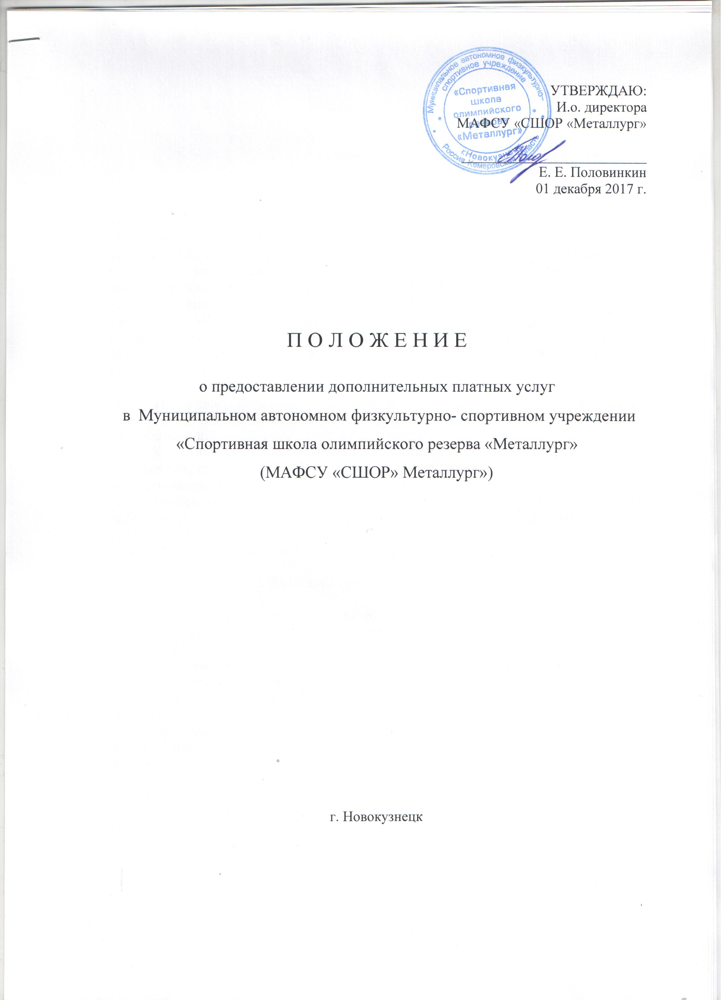 Муниципальное автономное физкультурно-
спортивное учреждение
«Спортивная
школа
олимпийского
резерва
«Металлург»
г.Новокузнецк
Россия Кемеровская область
УТВЕРЖДАЮ:
И.о. директора
МАФСУ «СШОР «Металлург»
Е. Е. Половинкин
01 декабря 2017 г.
П О Л О Ж Е Н И Е
о предоставлении дополнительных платных услуг
в Муниципальном автономном физкультурно- спортивном учреждении
«Спортивная школа олимпийского резерва «Металлург»
(МАФСУ «СШОР» Металлург»)
г. Новокузнецк